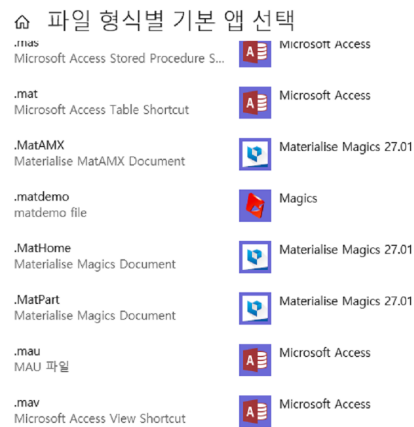 파일 형식별 기본 앱 선택
.mas
Microsoft Access
Microsoft Access Stored Procedure S...
.mat
Microsoft Access
Microsoft Access Table Shortcut
.MatAMX
Materialise Magics 27.01
Materialise MatAMX Document
.matdemo
Magics
matdemo file
.MatHome
Materialise Magics 27.01
Materialise Magics Document
.MatPart
Materialise Magics 27.01
Materialise Magics Document
.mau
Microsoft Access
MAU 파일
.mav
Microsoft Access
Microsoft Access View Shortcut